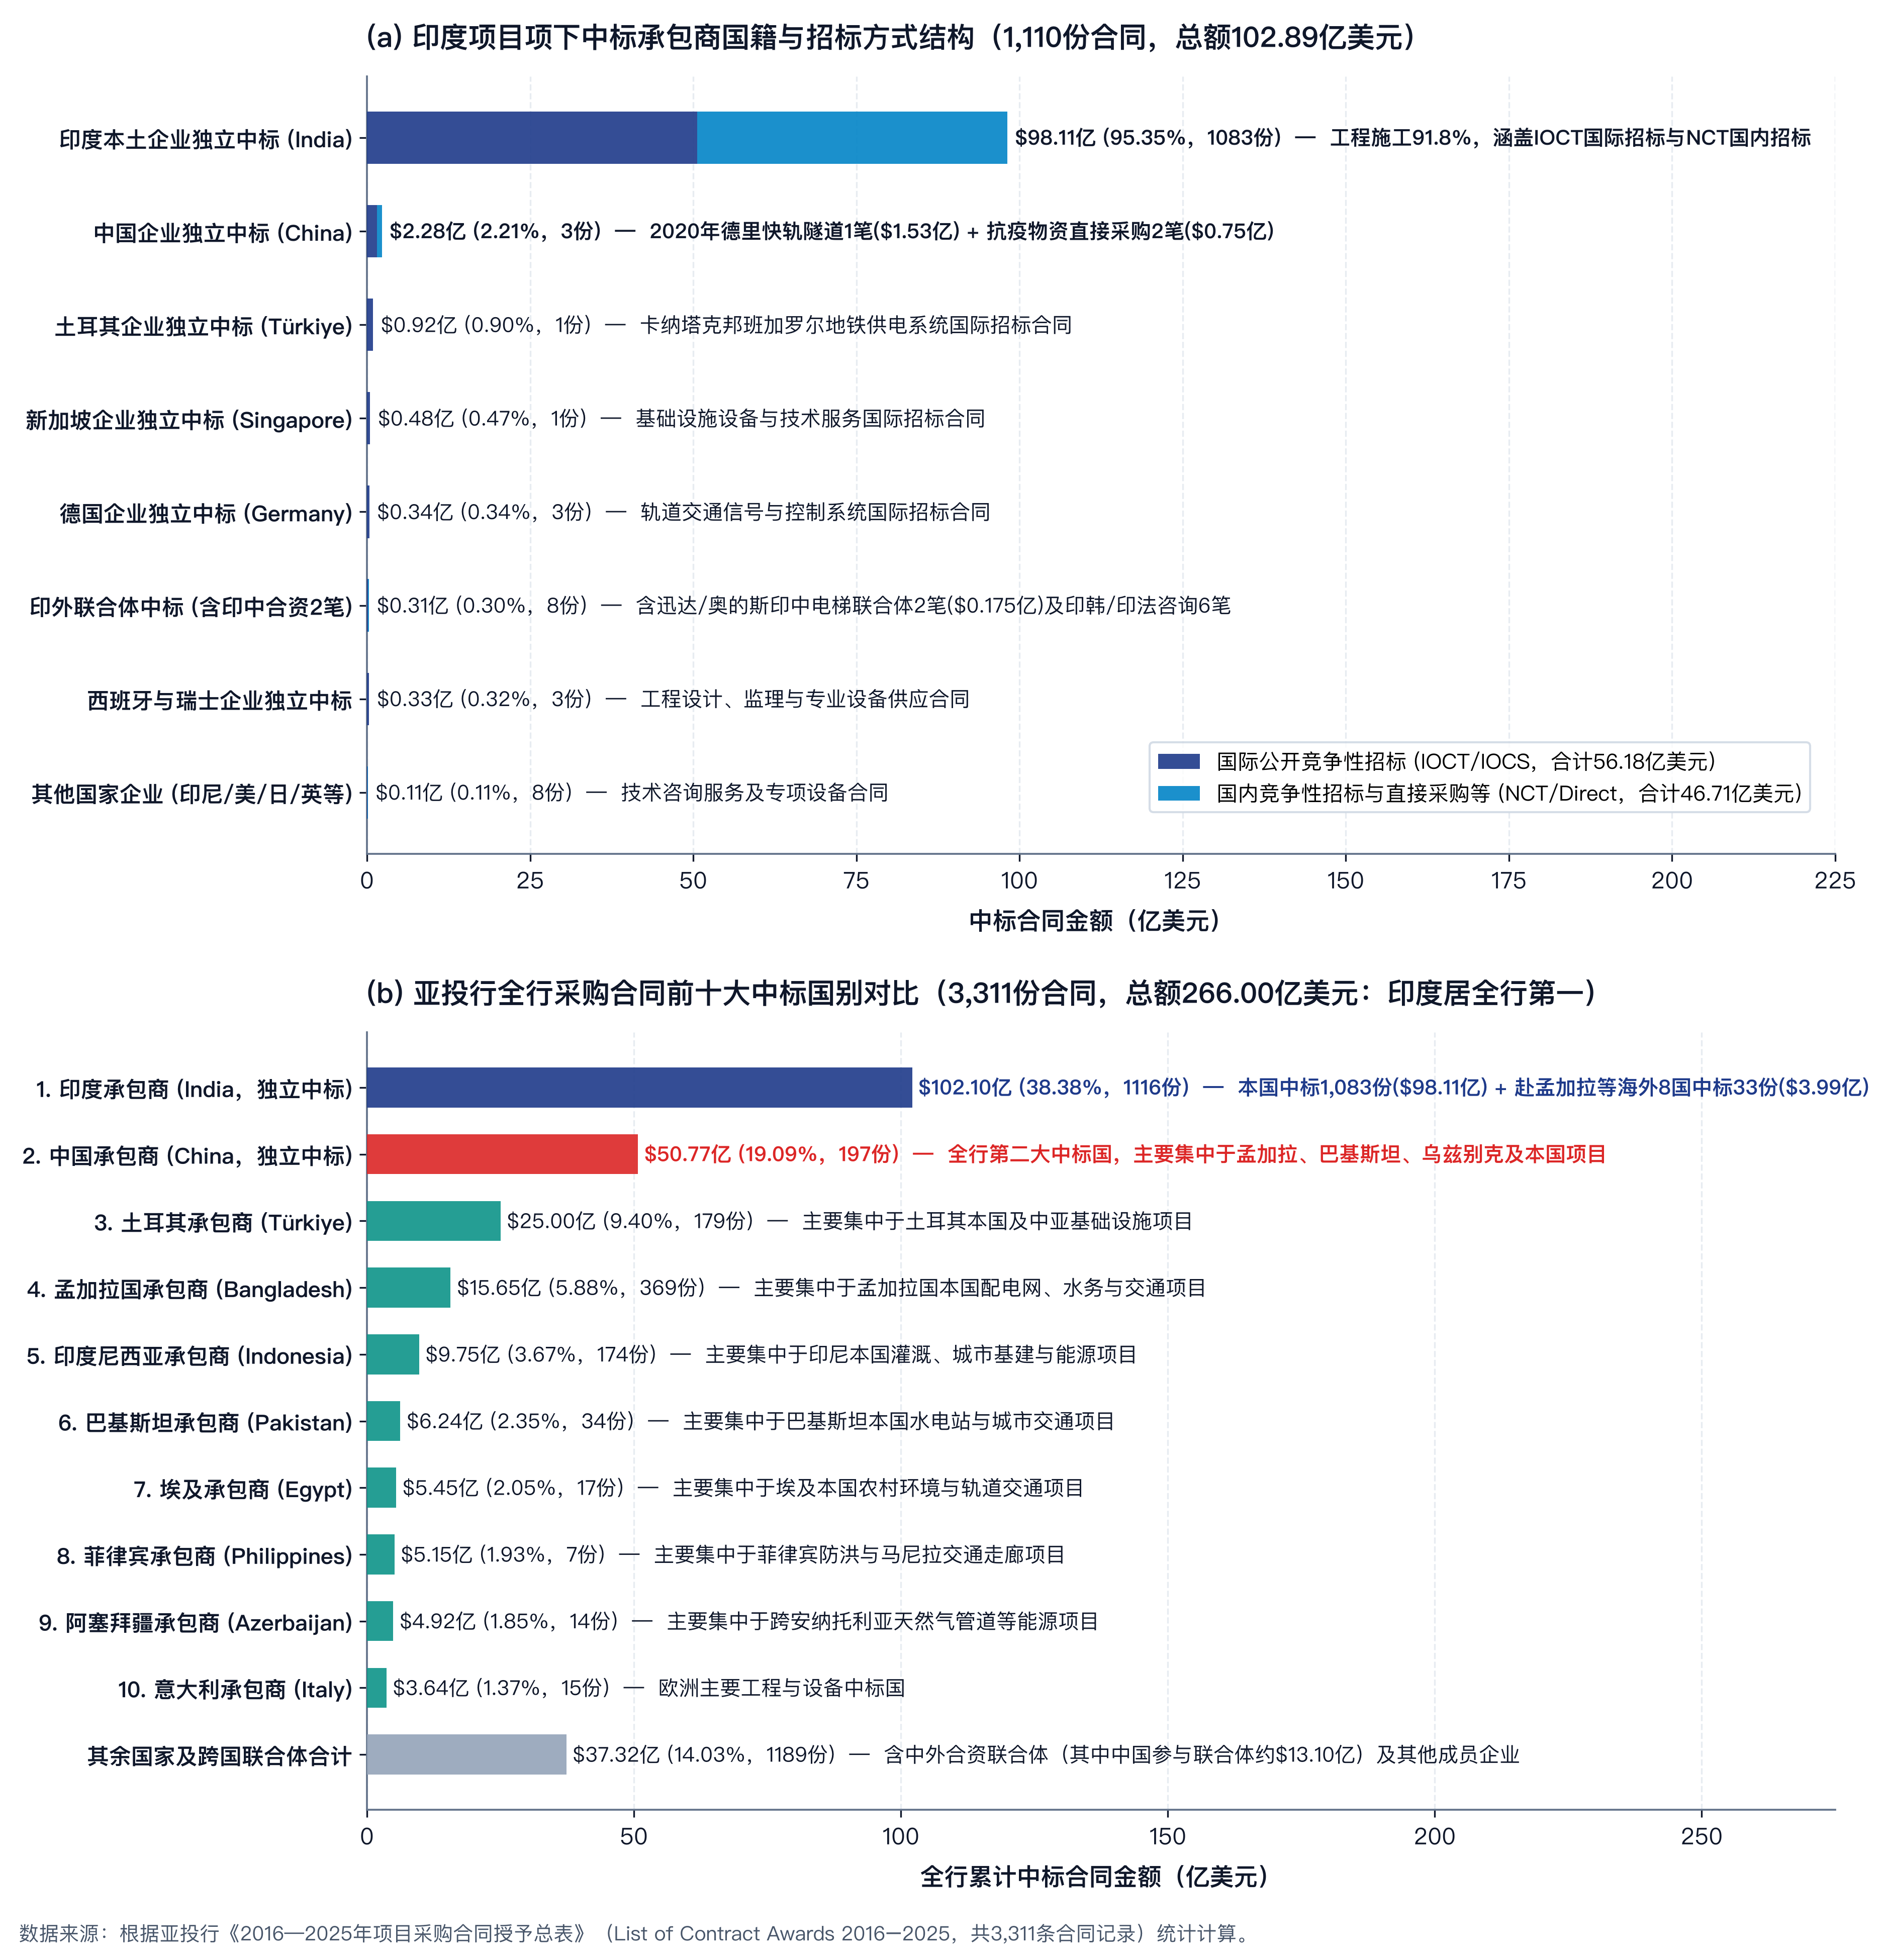 (a) 印度项目项下中标承包商国籍与招标方式结构（1,110份合同，总额102.89亿美元）
印度本土企业独立中标 (India)
$98.11亿 (95.35%，1083份） — 工程施工91.8%，涵盖IOCT国际招标与NCT国内招标
中国企业独立中标 (China)
$2.28亿 (2.21%，3份） — 2020年德里快轨隧道1笔($1.53亿) + 抗疫物资直接采购2笔($0.75亿)
土耳其企业独立中标 (Türkiye)
$0.92亿 (0.90%，1份） — 卡纳塔克邦班加罗尔地铁供电系统国际招标合同
新加坡企业独立中标 (Singapore)
$0.48亿 (0.47%，1份） — 基础设施设备与技术服务国际招标合同
德国企业独立中标 (Germany)
$0.34亿 (0.34%，3份） — 轨道交通信号与控制系统国际招标合同
印外联合体中标 (含印中合资2笔)
$0.31亿 (0.30%，8份） — 含迅达/奥的斯印中电梯联合体2笔($0.175亿)及印韩/印法咨询6笔
西班牙与瑞士企业独立中标
$0.33亿 (0.32%，3份） — 工程设计、监理与专业设备供应合同
其他国家企业 (印尼/美/日/英等)
$0.11亿 (0.11%，8份） — 技术咨询服务及专项设备合同
国际公开竞争性招标 (IOCT/IOCS，合计56.18亿美元)
国内竞争性招标与直接采购等 (NCT/Direct，合计46.71亿美元)
0 25 50 75 100 125 150 175 200 225
中标合同金额（亿美元）
(b) 亚投行全行采购合同前十大中标国别对比（3,311份合同，总额266.00亿美元：印度居全行第一）
1. 印度承包商 (India，独立中标)
$102.10亿 (38.38%，1116份） — 本国中标1,083份($98.11亿) + 赴孟加拉等海外8国中标33份($3.99亿)
2. 中国承包商 (China，独立中标)
$50.77亿 (19.09%，197份） — 全行第二大中标国，主要集中于孟加拉、巴基斯坦、乌兹别克及本国项目
3. 土耳其承包商 (Türkiye)
$25.00亿 (9.40%，179份） — 主要集中于土耳其本国及中亚基础设施项目
4. 孟加拉国承包商 (Bangladesh)
$15.65亿 (5.88%，369份） — 主要集中于孟加拉国本国配电网、水务与交通项目
5. 印度尼西亚承包商 (Indonesia)
$9.75亿 (3.67%，174份） — 主要集中于印尼本国灌溉、城市基建与能源项目
6. 巴基斯坦承包商 (Pakistan)
$6.24亿 (2.35%，34份） — 主要集中于巴基斯坦本国水电站与城市交通项目
7. 埃及承包商 (Egypt)
$5.45亿 (2.05%，17份） — 主要集中于埃及本国农村环境与轨道交通项目
8. 菲律宾承包商 (Philippines)
$5.15亿 (1.93%，7份） — 主要集中于菲律宾防洪与马尼拉交通走廊项目
9. 阿塞拜疆承包商 (Azerbaijan)
$4.92亿 (1.85%，14份） — 主要集中于跨安纳托利亚天然气管道等能源项目
10. 意大利承包商 (Italy)
$3.64亿 (1.37%，15份） — 欧洲主要工程与设备中标国
其余国家及跨国联合体合计
$37.32亿 (14.03%，1189份） — 含中外合资联合体（其中中国参与联合体约$13.10亿）及其他成员企业
0 50 100 150 200 250
全行累计中标合同金额（亿美元）
数据来源：根据亚投行《2016—2025年项目采购合同授予总表》（List of Contract Awards 2016–2025，共3,311条合同记录）统计计算。